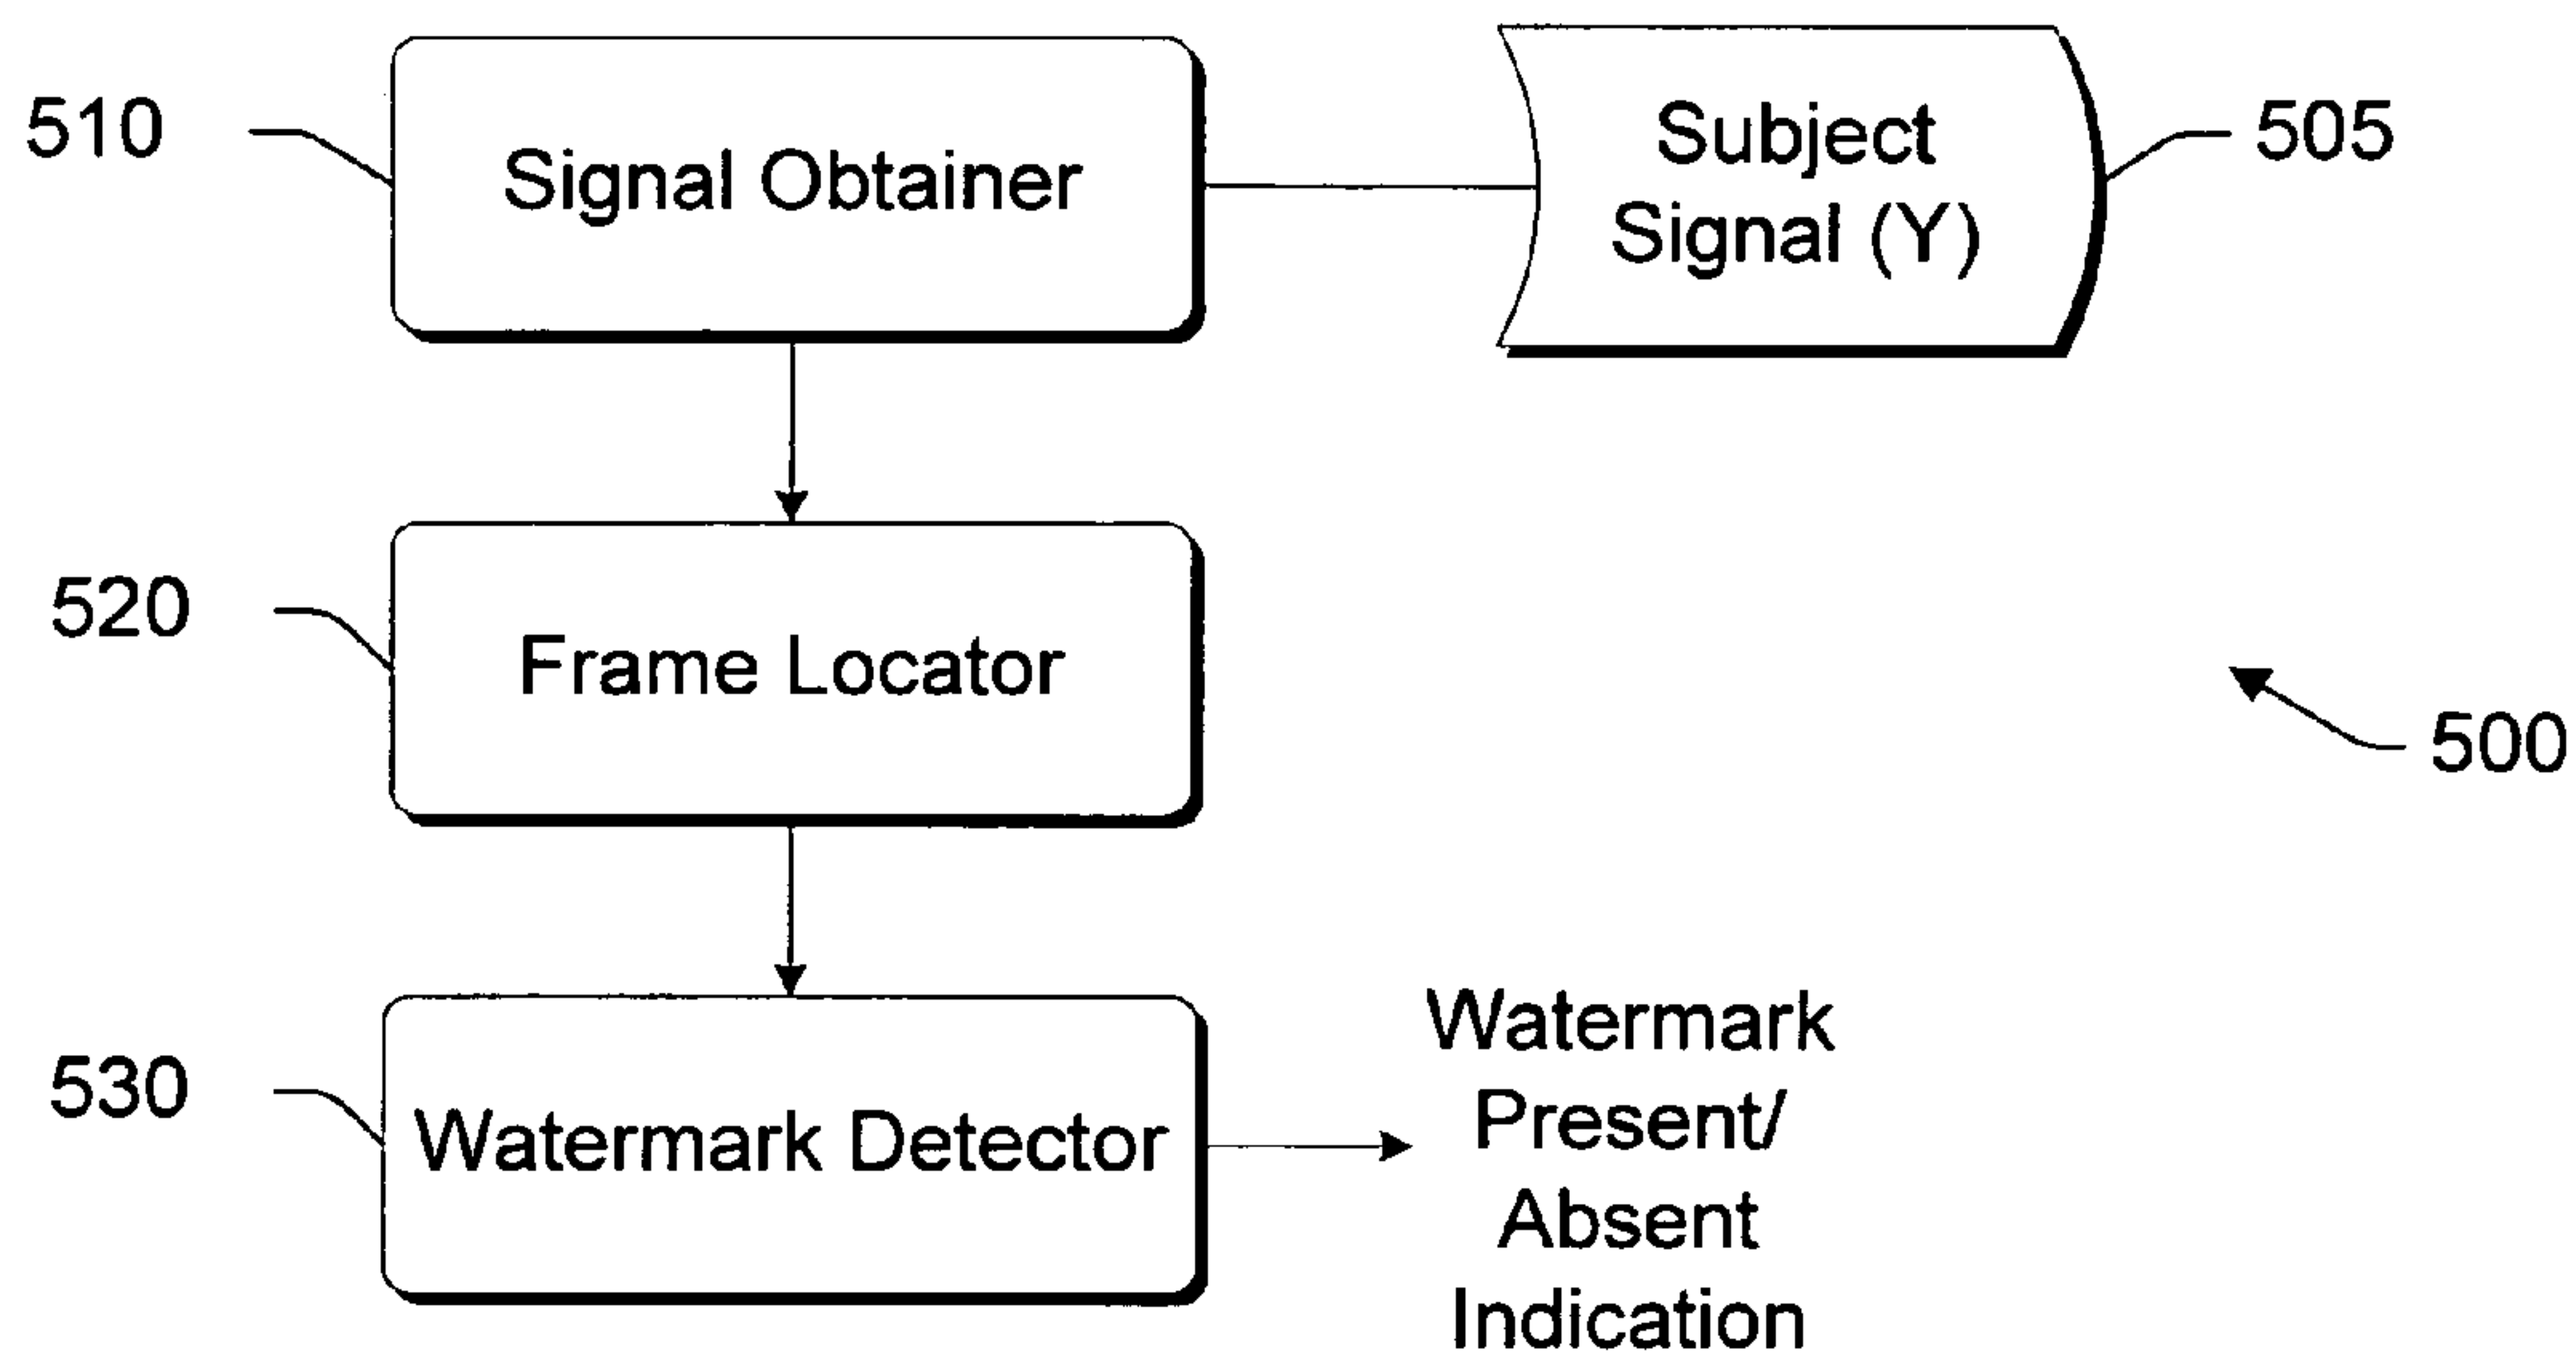 510
Signal Obtainer
Subject
Signal (Y)
505
520
Frame Locator
500
530
Watermark Detector
Watermark
Present/
Absent
Indication